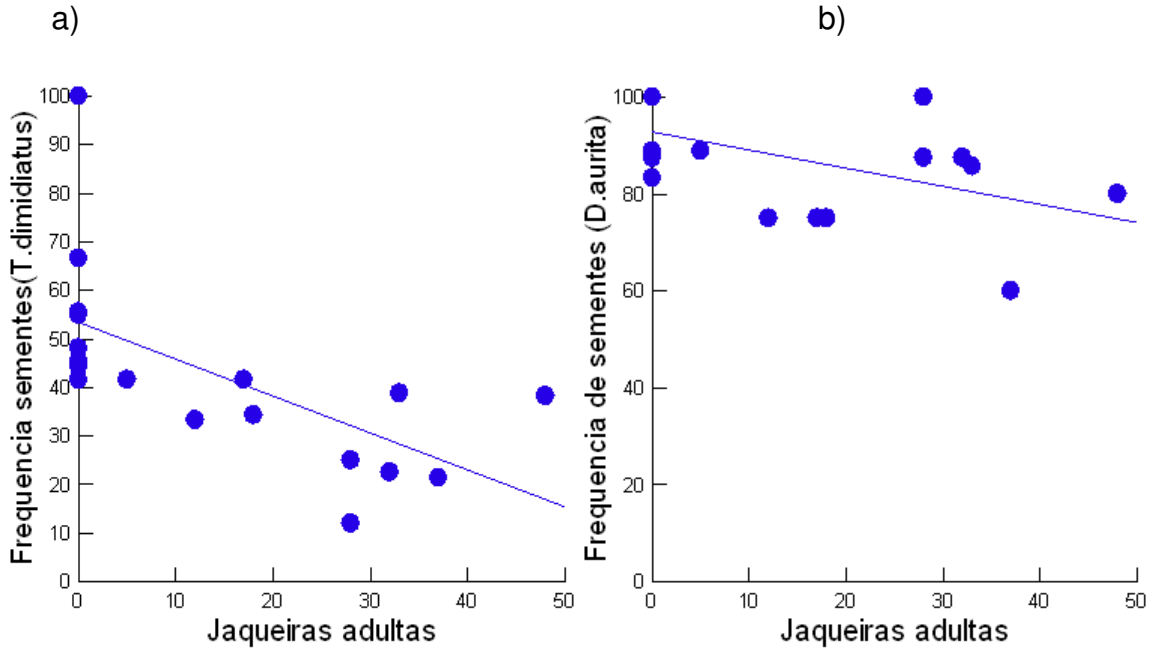 a)
b)
Frequencia sementes(T.dimidiatus)
100
90
80
70
60
50
40
30
20
10
0
0 10 20 30 40 50
Jaqueiras adultas
Frequencia de sementes (D.aurita)
100
80
60
40
20
0
0 10 20 30 40 50
Jaqueiras adultas